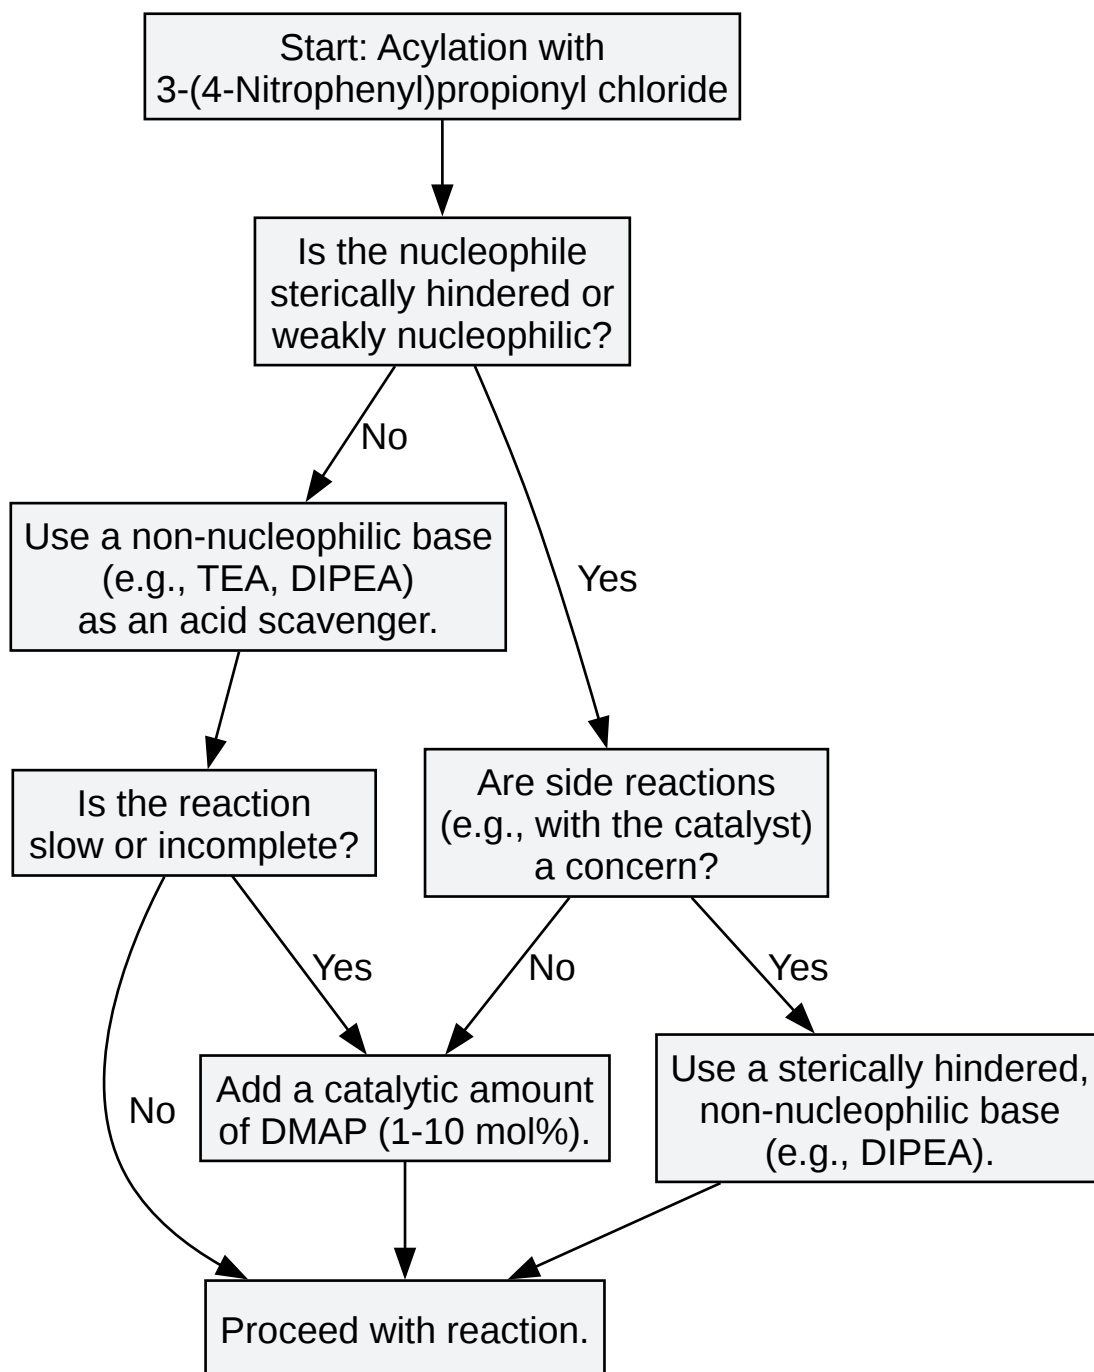 Start: Acylation with
3-(4-Nitrophenyl)propionyl chloride
Is the nucleophile
sterically hindered or
weakly nucleophilic?
No
Yes
Use a non-nucleophilic base
(e.g., TEA, DIPEA)
as an acid scavenger.
Is the reaction
slow or incomplete?
Are side reactions
(e.g., with the catalyst)
a concern?
Yes
No
Yes
No
Add a catalytic amount
of DMAP (1-10 mol%).
Use a sterically hindered,
non-nucleophilic base
(e.g., DIPEA).
Proceed with reaction.